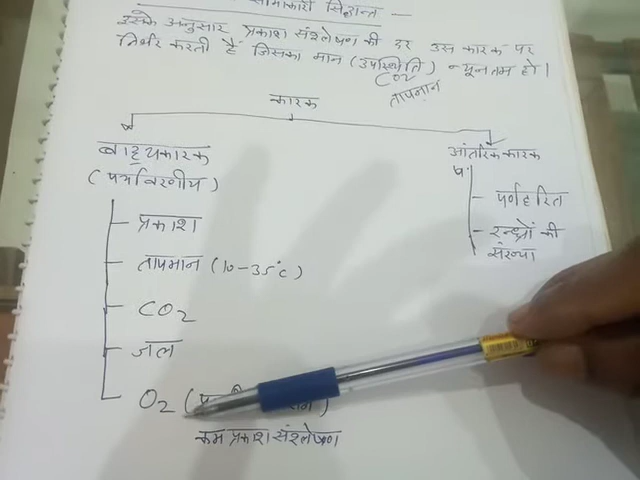 सीमाकारी सिद्धान्त —
इसके अनुसार प्रकाश संश्लेषण की दर उस कारक पर
निर्भर करती है जिसका मान (उपस्थिति) न्यूनतम हो।
CO2 तापमान
कारक
बाह्यकारक
(पर्यावरणीय)
प्रकाश
तापमान (10-35°c)
CO2
जल
O2 (
कम प्रकाश संश्लेषण
आंतरिक कारक
पर्णहरित
रन्ध्रों की
संख्या